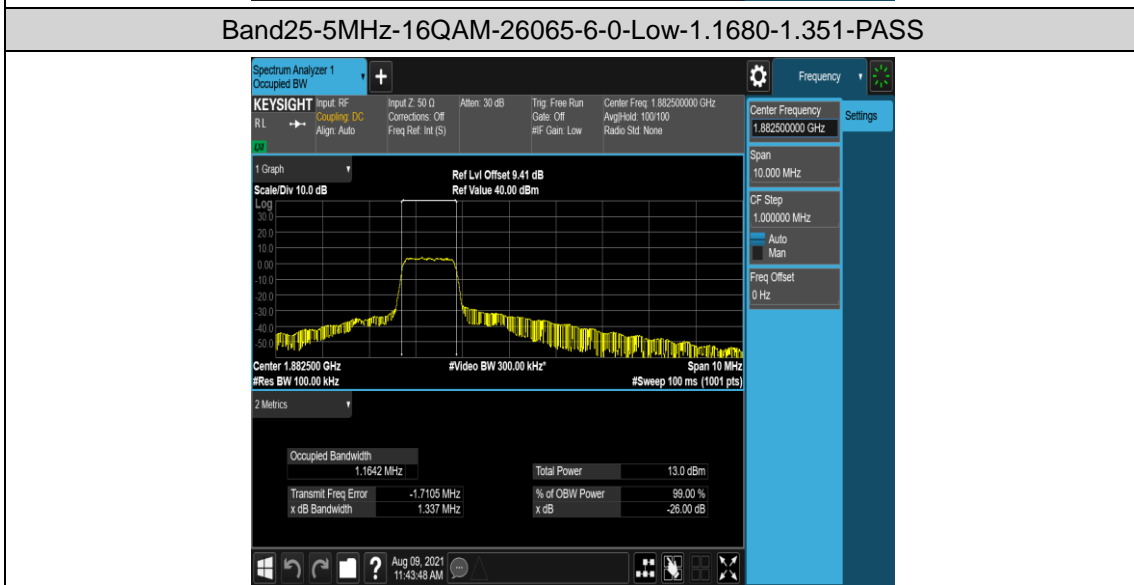 Band25-5MHz-16QAM-26065-6-0-Low-1.1680-1.351-PASS
Spectrum Analyzer 1
Occupied BW
KEYSIGHT
RL
Input: RF
Coupling: DC
Align: Auto
Input Z: 50 Ω
Corrections: Off
Freq Ref: Int (S)
Atten: 30 dB
Trig: Free Run
Gate: Off
#IF Gain: Low
Center Freq: 1.882500000 GHz
Avg|Hold: 100/100
Radio Std: None
1 Graph
Scale/Div 10.0 dB
Ref Lvl Offset 9.41 dB
Ref Value 40.00 dBm
Log
30.0
20.0
10.0
0.00
-10.0
-20.0
-30.0
-40.0
-50.0
Center 1.882500 GHz
#Video BW 300.00 kHz*
Span 10 MHz
#Res BW 100.00 kHz
#Sweep 100 ms (1001 pts)
2 Metrics
Occupied Bandwidth
1.1642 MHz
Total Power 13.0 dBm
Transmit Freq Error -1.7105 MHz
% of OBW Power 99.00 %
x dB Bandwidth 1.337 MHz
x dB -26.00 dB
Aug 09, 2021
11:43:48 AM
Frequency
Settings
Center Frequency
1.882500000 GHz
Span
10.000 MHz
CF Step
1.000000 MHz
Auto
Man
Freq Offset
0 Hz